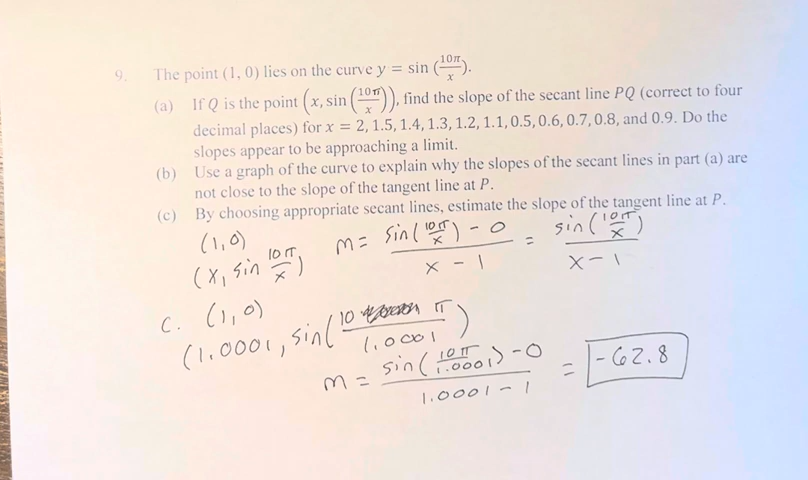 9. The point (1, 0) lies on the curve y = sin (10π/x).
(a) If Q is the point (x, sin (10π/x)), find the slope of the secant line PQ (correct to four
decimal places) for x = 2, 1.5, 1.4, 1.3, 1.2, 1.1, 0.5, 0.6, 0.7, 0.8, and 0.9. Do the
slopes appear to be approaching a limit.
(b) Use a graph of the curve to explain why the slopes of the secant lines in part (a) are
not close to the slope of the tangent line at P.
(c) By choosing appropriate secant lines, estimate the slope of the tangent line at P.
(1,0)
(x, sin 10π/x)
m = sin(10π/x) - 0 / x - 1 = sin(10π/x) / x - 1
c. (1,0)
(1.0001, sin(10 π / 1.0001)
m = sin(10π/1.0001) - 0 / 1.0001 - 1 = -62.8